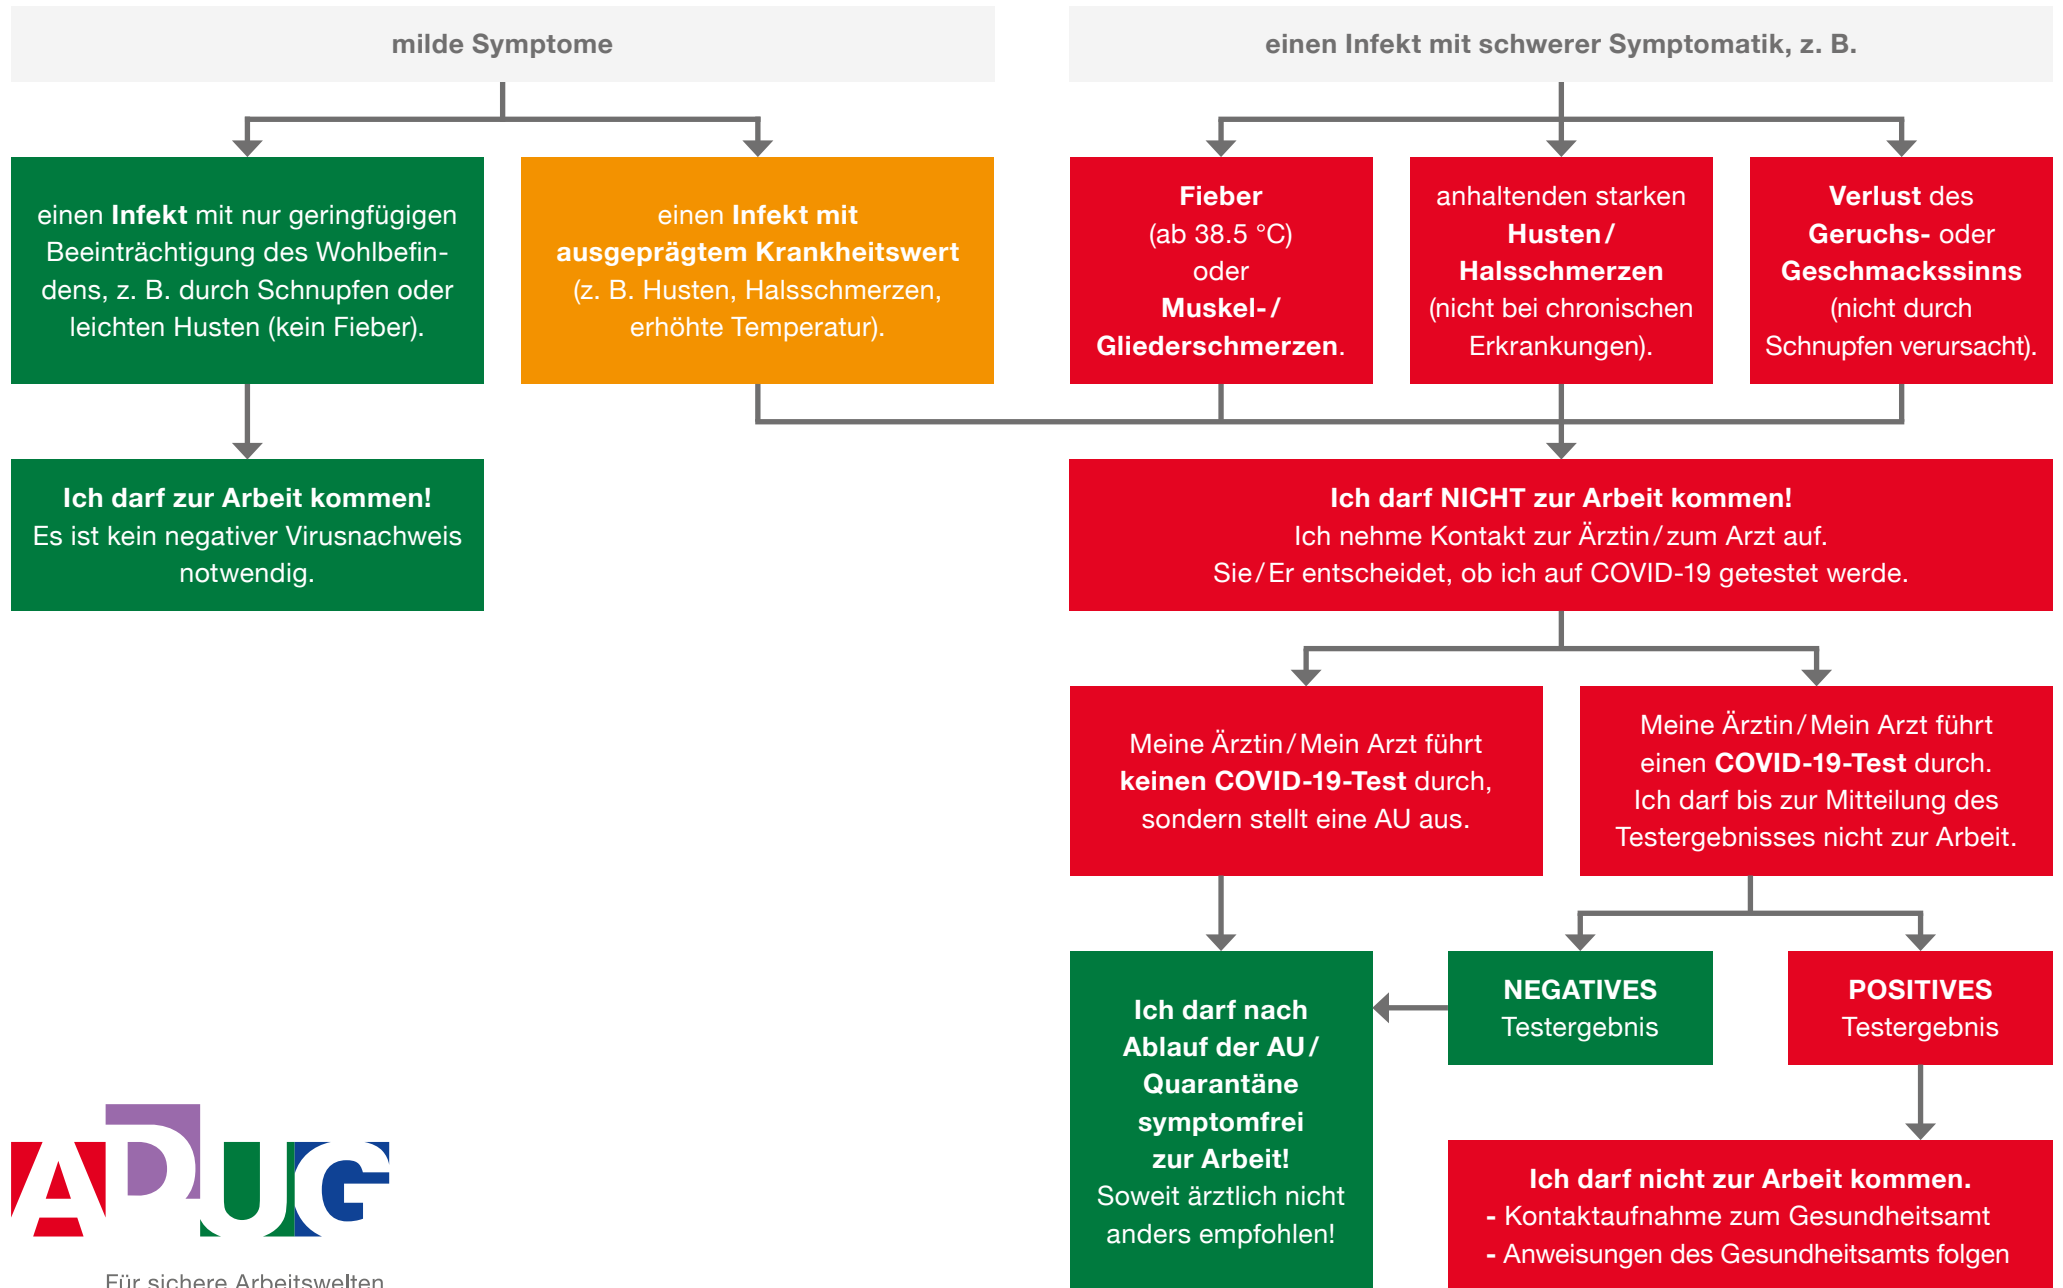 milde Symptome
einen Infekt mit schwerer Symptomatik, z. B.
einen Infekt mit nur geringfügigen
Beeinträchtigung des Wohlbefin-
dens, z. B. durch Schnupfen oder
leichten Husten (kein Fieber).
einen Infekt mit
ausgeprägtem Krankheitswert
(z. B. Husten, Halsschmerzen,
erhöhte Temperatur).
Fieber
(ab 38.5 °C)
oder
Muskel-/
Gliederschmerzen.
anhaltenden starken
Husten/
Halsschmerzen
(nicht bei chronischen
Erkrankungen).
Verlust des
Geruchs- oder
Geschmackssinns
(nicht durch
Schnupfen verursacht).
Ich darf zur Arbeit kommen!
Es ist kein negativer Virusnachweis
notwendig.
Ich darf NICHT zur Arbeit kommen!
Ich nehme Kontakt zur Ärztin/zum Arzt auf.
Sie/Er entscheidet, ob ich auf COVID-19 getestet werde.
Meine Ärztin/Mein Arzt führt
keinen COVID-19-Test durch,
sondern stellt eine AU aus.
Meine Ärztin/Mein Arzt führt
einen COVID-19-Test durch.
Ich darf bis zur Mitteilung des
Testergebnisses nicht zur Arbeit.
Ich darf nach
Ablauf der AU/
Quarantäne
symptomfrei
zur Arbeit!
Soweit ärztlich nicht
anders empfohlen!
NEGATIVES
Testergebnis
POSITIVES
Testergebnis
Ich darf nicht zur Arbeit kommen.
- Kontaktaufnahme zum Gesundheitsamt
- Anweisungen des Gesundheitsamts folgen
ADUG
Für sichere Arbeitswelten